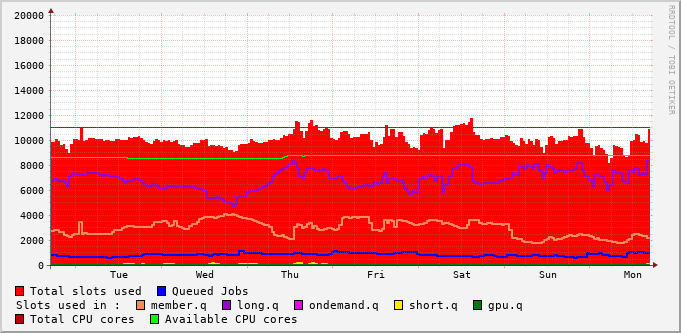 RRDTOOL / TOBI OETIKER
20000
18000
16000
14000
12000
10000
8000
6000
4000
2000
0
Tue Wed Thu Fri Sat Sun Mon
Total slots used Queued Jobs
Slots used in : member.q long.q ondemand.q short.q gpu.q
Total CPU cores Available CPU cores